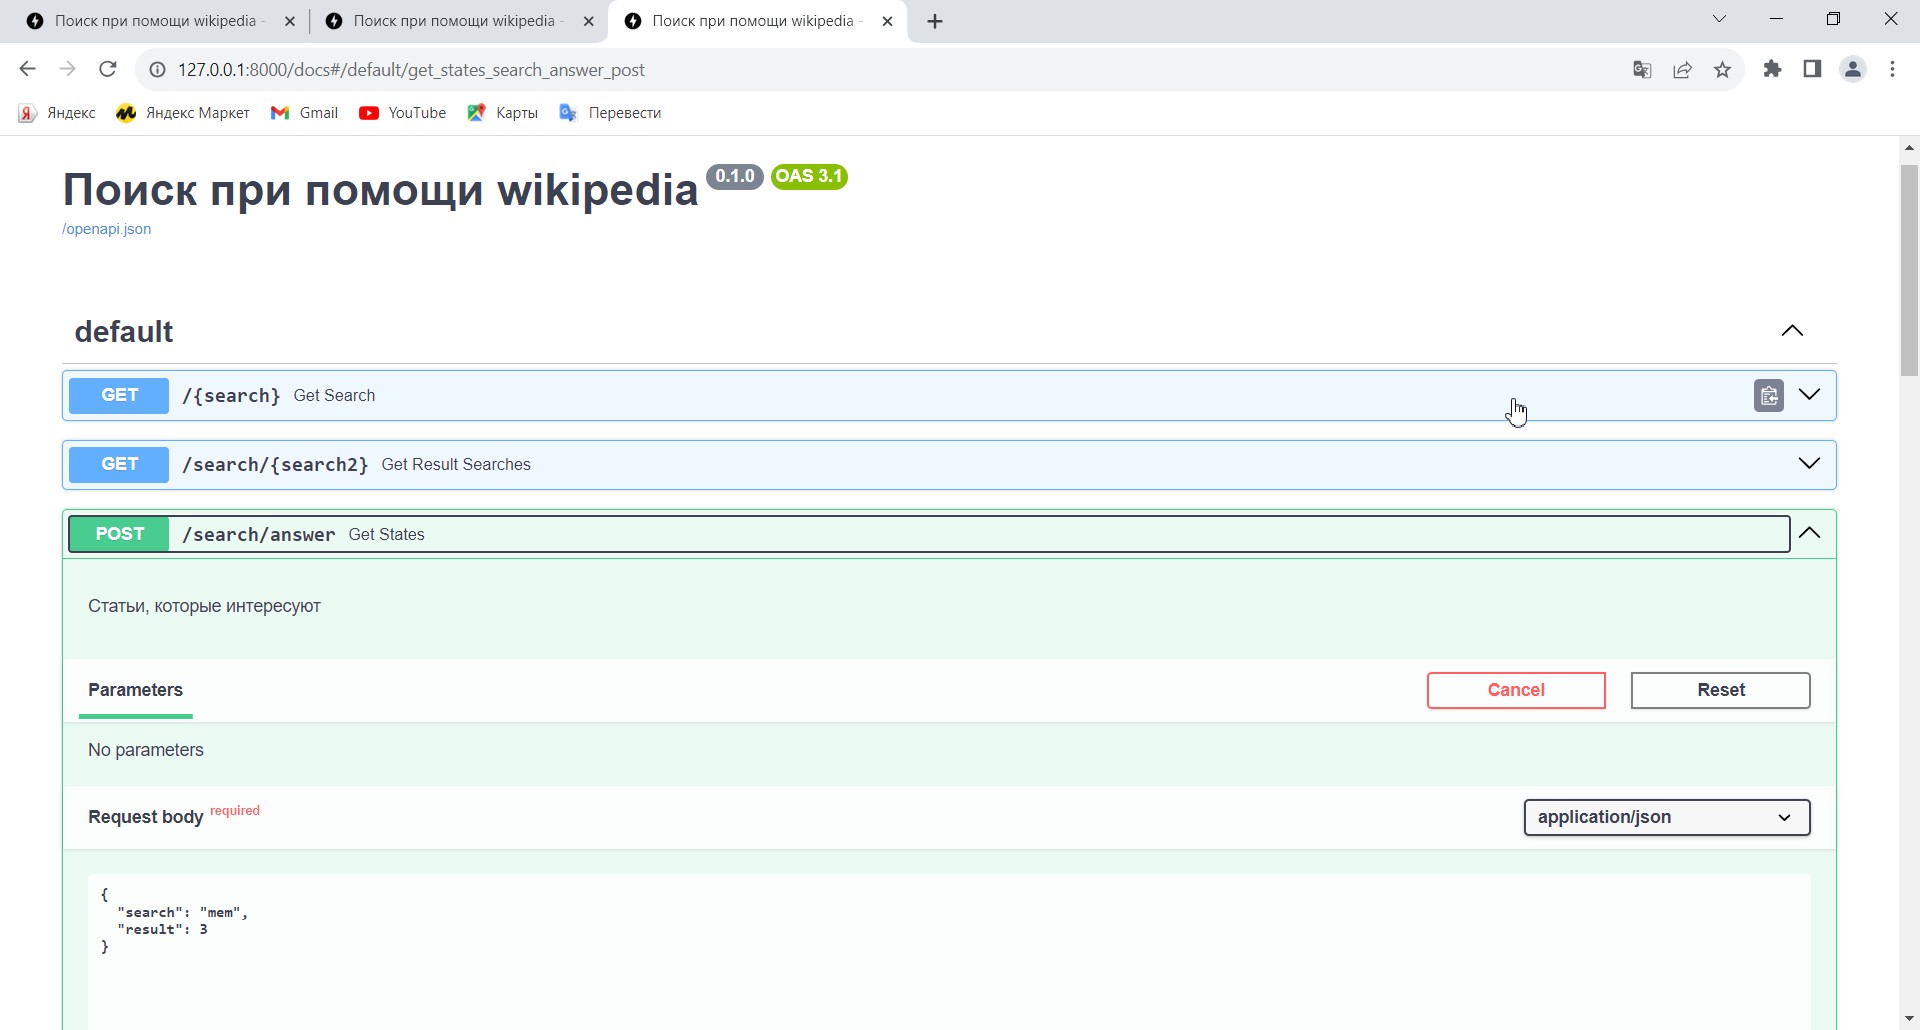 Поиск при помощи wikipedia -
Поиск при помощи wikipedia -
Поиск при помощи wikipedia -
127.0.0.1:8000/docs#/default/get_states_search_answer_post
Яндекс
Яндекс Маркет
Gmail
YouTube
Карты
Перевести
Поиск при помощи wikipedia 0.1.0 OAS 3.1
/openapi.json
default
GET /{search} Get Search
GET /search/{search2} Get Result Searches
POST /search/answer Get States
Статьи, которые интересуют
Parameters
Cancel
Reset
No parameters
Request body required
application/json
{
"search": "mem",
"result": 3
}